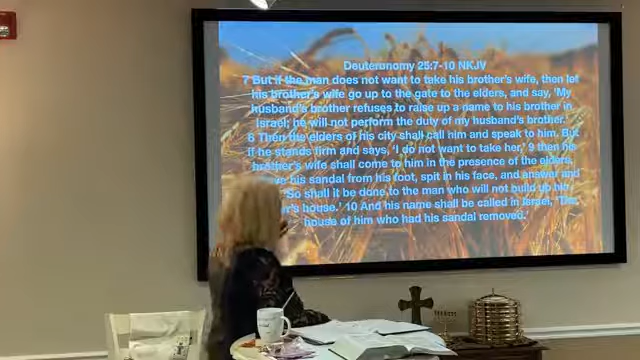 Deuteronomy 25:7-10 NKJV
7 But if the man does not want to take his brother's wife, then let
his brother's wife go up to the gate to the elders, and say, 'My
husband's brother refuses to raise up a name to his brother in
Israel; he will not perform the duty of my husband's brother.'
8 Then the elders of his city shall call him and speak to him. But
if he stands firm and says, 'I do not want to take her,' 9 then his
brother's wife shall come to him in the presence of the elders,
his sandal from his foot, spit in his face, and answer and
'So shall it be done to the man who will not build up his
house.' 10 And his name shall be called in Israel, 'The
house of him who had his sandal removed.'